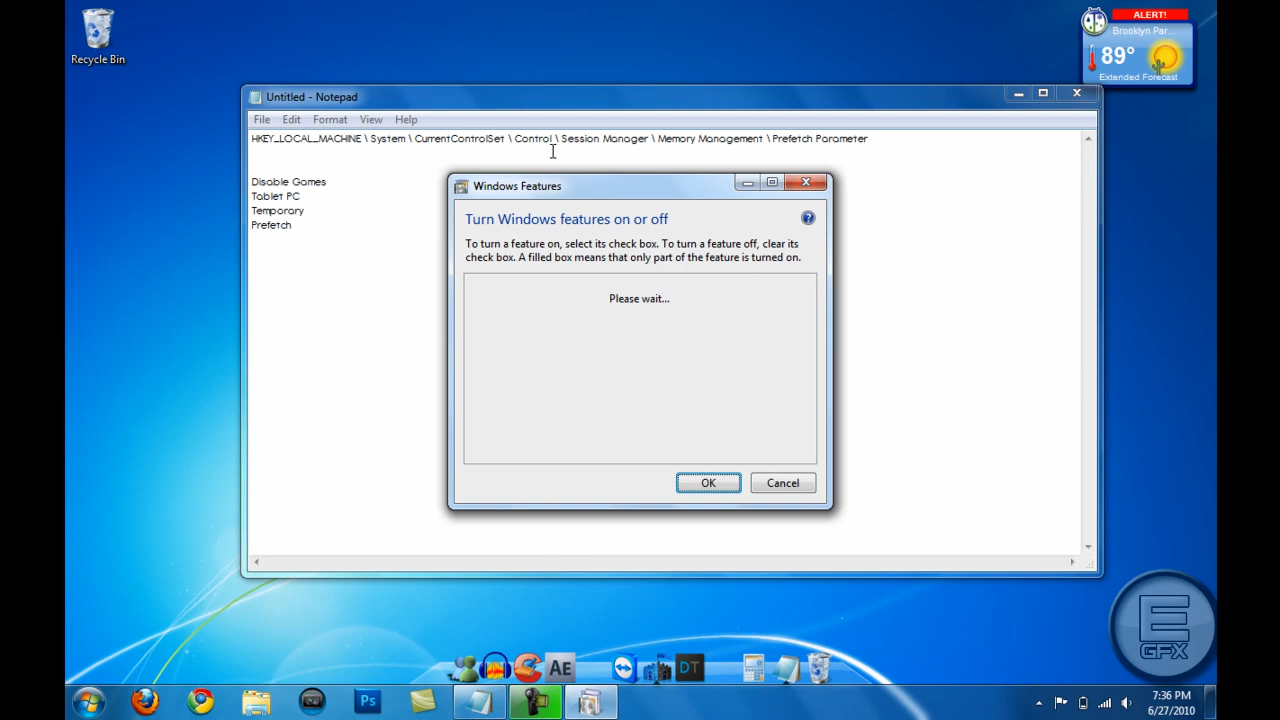 Recycle Bin
ALERT!
Brooklyn Par...
89°
Extended Forecast
Untitled - Notepad
File Edit Format View Help
HKEY_LOCAL_MACHINE \ System \ CurrentControlSet \ Control \ Session Manager \ Memory Management \ Prefetch Parameter
Disable Games
Tablet PC
Temporary
Prefetch
Windows Features
Turn Windows features on or off
To turn a feature on, select its check box. To turn a feature off, clear its
check box. A filled box means that only part of the feature is turned on.
Please wait...
OK Cancel
E
GFX
AE DT
Ps
7:36 PM
6/27/2010